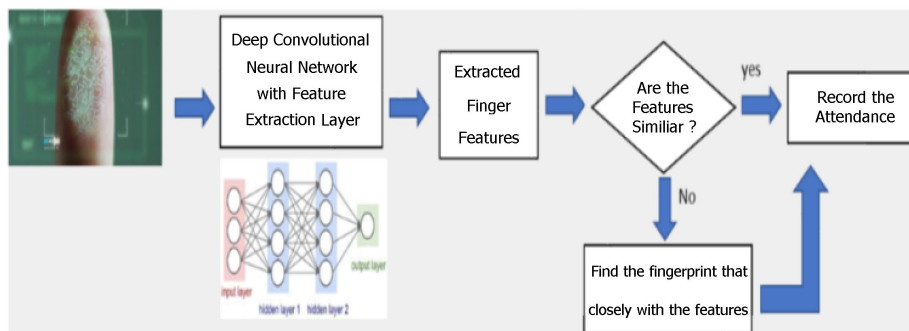 Deep Convolutional
Neural Network
with Feature
Extraction Layer
Extracted
Finger
Features
Are the
Features
Similiar ?
yes
Record the
Attendance
No
Find the fingerprint that
closely with the features
input layer
hidden layer 1
hidden layer 2
output layer